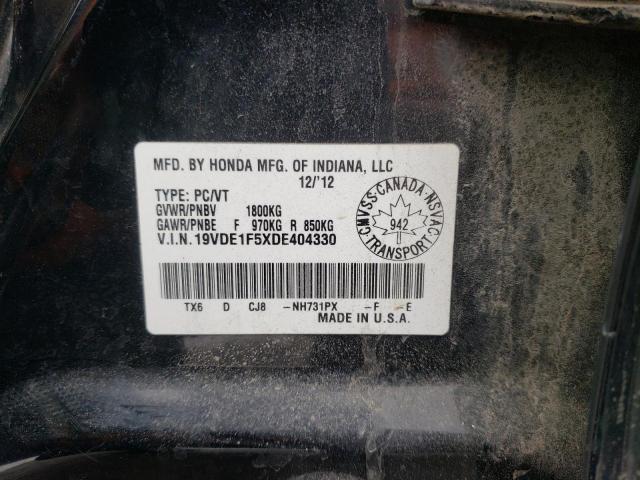 MFD. BY HONDA MFG. OF INDIANA, LLC
12/'12
TYPE: PC/VT
GVWR/PNBV 1800KG
GAWR/PNBE F 970KG R 850KG
V.I.N. 19VDE1F5XDE404330
CMVSS·CANADA·NSVAC
942
TRANSPORT
TX6 D CJ8 -NH731PX -F -E
MADE IN U.S.A.